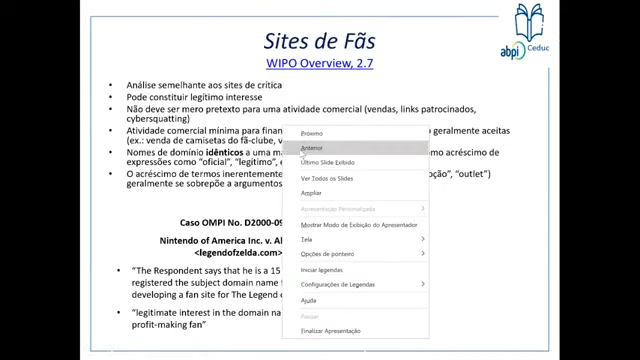 abpi Ceduc
Sites de Fãs
WIPO Overview, 2.7
• Análise semelhante aos sites de crítica
• Pode constituir legítimo interesse
• Não deve ser mero pretexto para uma atividade comercial (vendas, links patrocinados,
cybersquatting)
• Atividade comercial mínima para finan
geralmente aceitas
(ex.: venda de camisetas do fã-clube, v
• Nomes de domínio idênticos a uma ma
omo acréscimo de
expressões como "oficial", "legítimo", e
• O acréscimo de termos inerentemente
oção", "outlet")
geralmente se sobrepõe a argumentos
Próximo
Anterior
Último Slide Exibido
Ver Todos os Slides
Ampliar
Apresentação Personalizada
Mostrar Modo de Exibição do Apresentador
Tela
Opções de ponteiro
Iniciar legendas
Configurações de Legendas
Ajuda
Pausar
Finalizar Apresentação
Caso OMPI No. D2000-09
Nintendo of America Inc. v. Al
<legendofzelda.com>
• "The Respondent says that he is a 15
registered the subject domain name f
developing a fan site for The Legend o
• "legitimate interest in the domain na
profit-making fan"